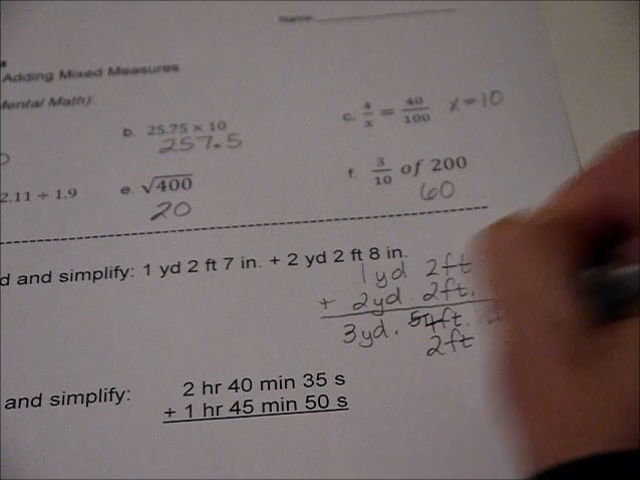 Name:
Adding Mixed Measures
Mental Math):
b. 25.75 x 10
257.5
c. 4/x = 40/100 x=10
2.11 ÷ 1.9
e. √400
20
f. 3/10 of 200
60
d and simplify: 1 yd 2 ft 7 in. + 2 yd 2 ft 8 in.
1yd 2ft
+ 2yd. 2ft.
3yd. 54ft.
2ft
and simplify: 2 hr 40 min 35 s
+ 1 hr 45 min 50 s